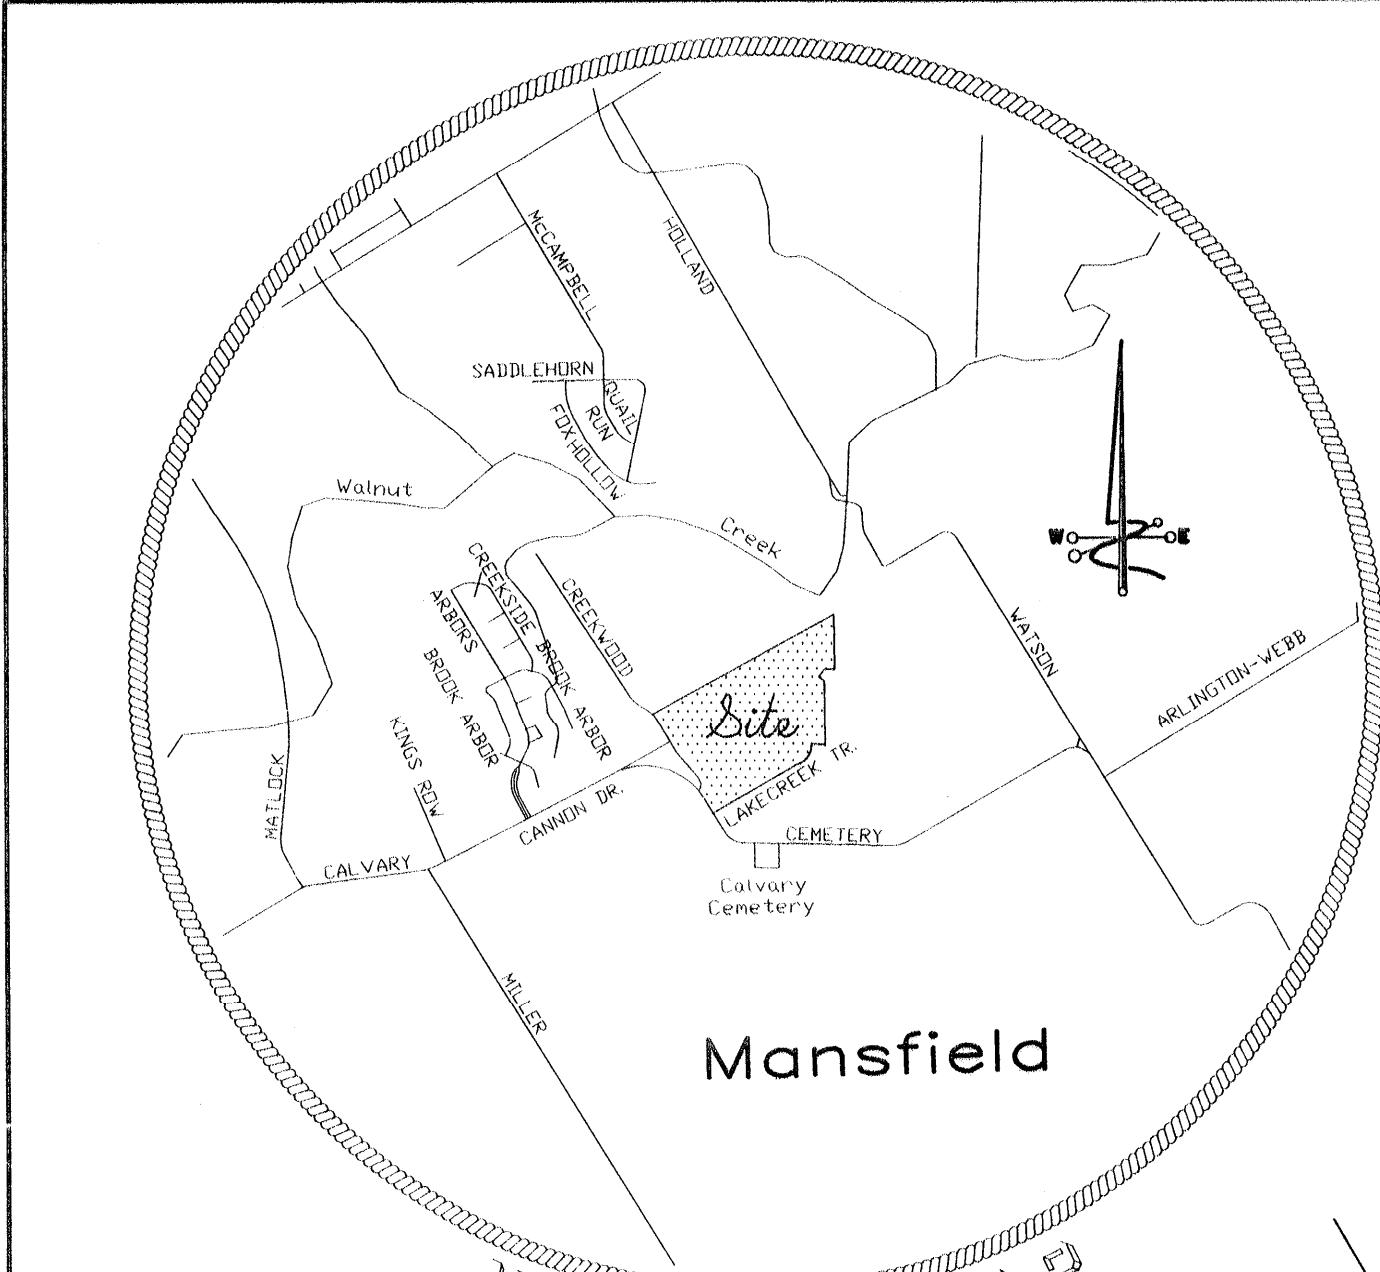 McCAMPBELL
HOLLAND
SADDLEHORN
QUAIL
RUN
FOXHOLLOW
Walnut
Creek
W E
CREEKSIDE
CREEKWOOD
ARBORS
BROOK ARBOR
BROOK ARBOR
WATSON
ARLINGTON-WEBB
Site
KINGS ROW
MATLOCK
LAKECREEK TR.
CANNON DR.
CEMETERY
CALVARY
Calvary
Cemetery
MILLER
Mansfield